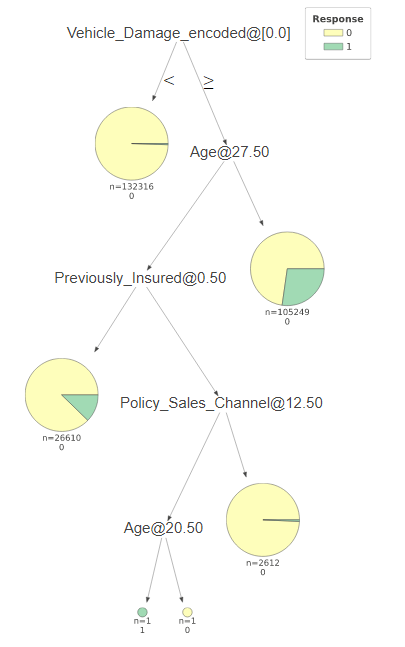 Vehicle_Damage_encoded@[0.0]
Response
0
1
<
≥
n=132316
0
Age@27.50
n=105249
0
Previously_Insured@0.50
n=26610
0
Policy_Sales_Channel@12.50
n=2612
0
Age@20.50
n=1
1
n=1
0